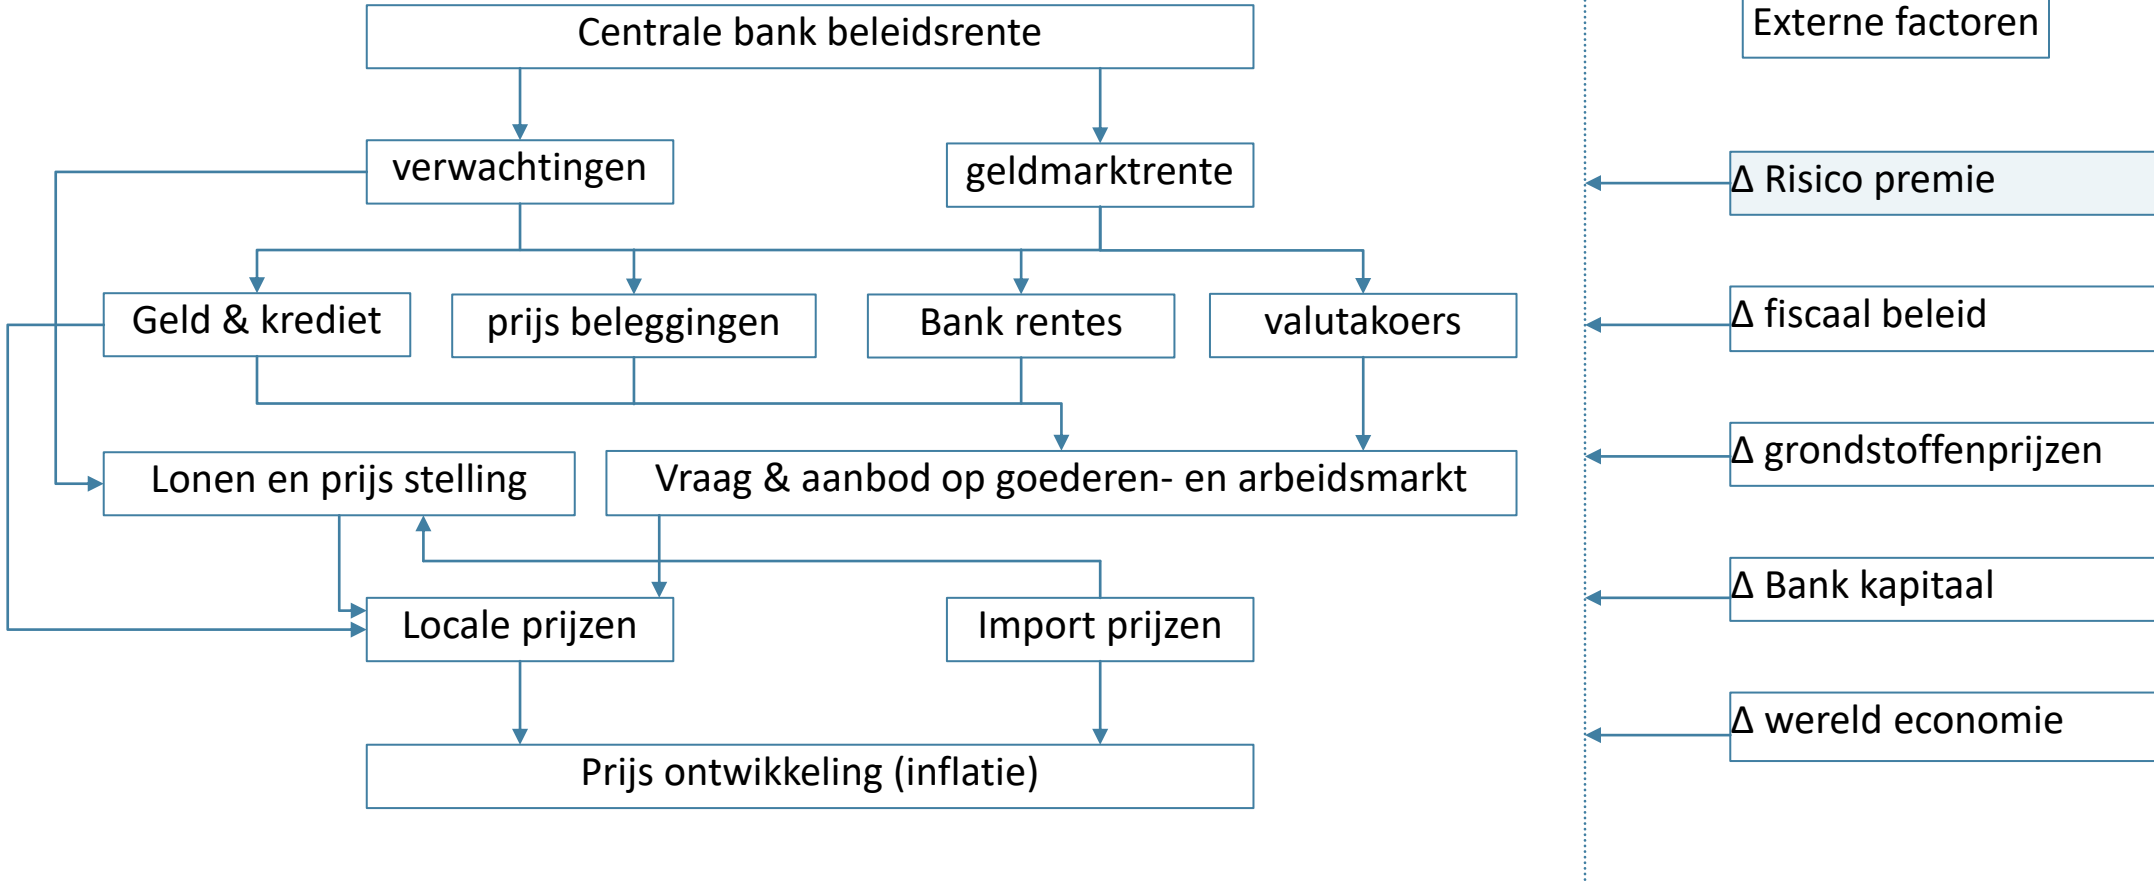 Centrale bank beleidsrente
Externe factoren
verwachtingen
geldmarktrente
Δ Risico premie
Geld & krediet
prijs beleggingen
Bank rentes
valutakoers
Δ fiscaal beleid
Lonen en prijs stelling
Vraag & aanbod op goederen- en arbeidsmarkt
Δ grondstoffenprijzen
Locale prijzen
Import prijzen
Δ Bank kapitaal
Δ wereld economie
Prijs ontwikkeling (inflatie)